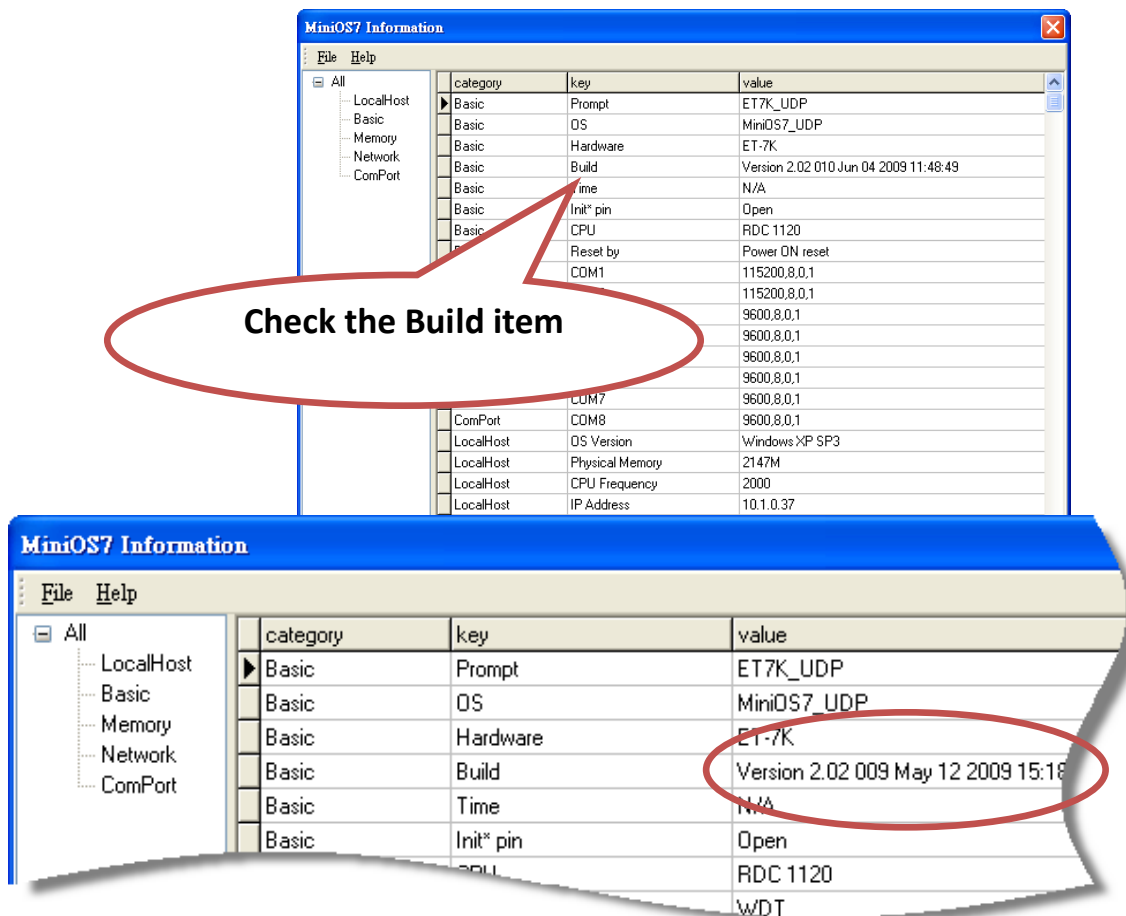 MiniOS7 Information
File Help
All
LocalHost
Basic
Memory
Network
ComPort
category key value
Basic Prompt ET7K_UDP
Basic OS MiniOS7_UDP
Basic Hardware ET-7K
Basic Build Version 2.02 010 Jun 04 2009 11:48:49
Basic Time N/A
Basic Init* pin Open
Basic CPU RDC 1120
Reset by Power ON reset
COM1 115200,8,0,1
115200,8,0,1
9600,8,0,1
9600,8,0,1
9600,8,0,1
9600,8,0,1
COM7 9600,8,0,1
ComPort COM8 9600,8,0,1
LocalHost OS Version Windows XP SP3
LocalHost Physical Memory 2147M
LocalHost CPU Frequency 2000
LocalHost IP Address 10.1.0.37
Check the Build item
MiniOS7 Information
File Help
All
LocalHost
Basic
Memory
Network
ComPort
category key value
Basic Prompt ET7K_UDP
Basic OS MiniOS7_UDP
Basic Hardware ET-7K
Basic Build Version 2.02 009 May 12 2009 15:18
Basic Time N/A
Basic Init* pin Open
CPU RDC 1120
WDT